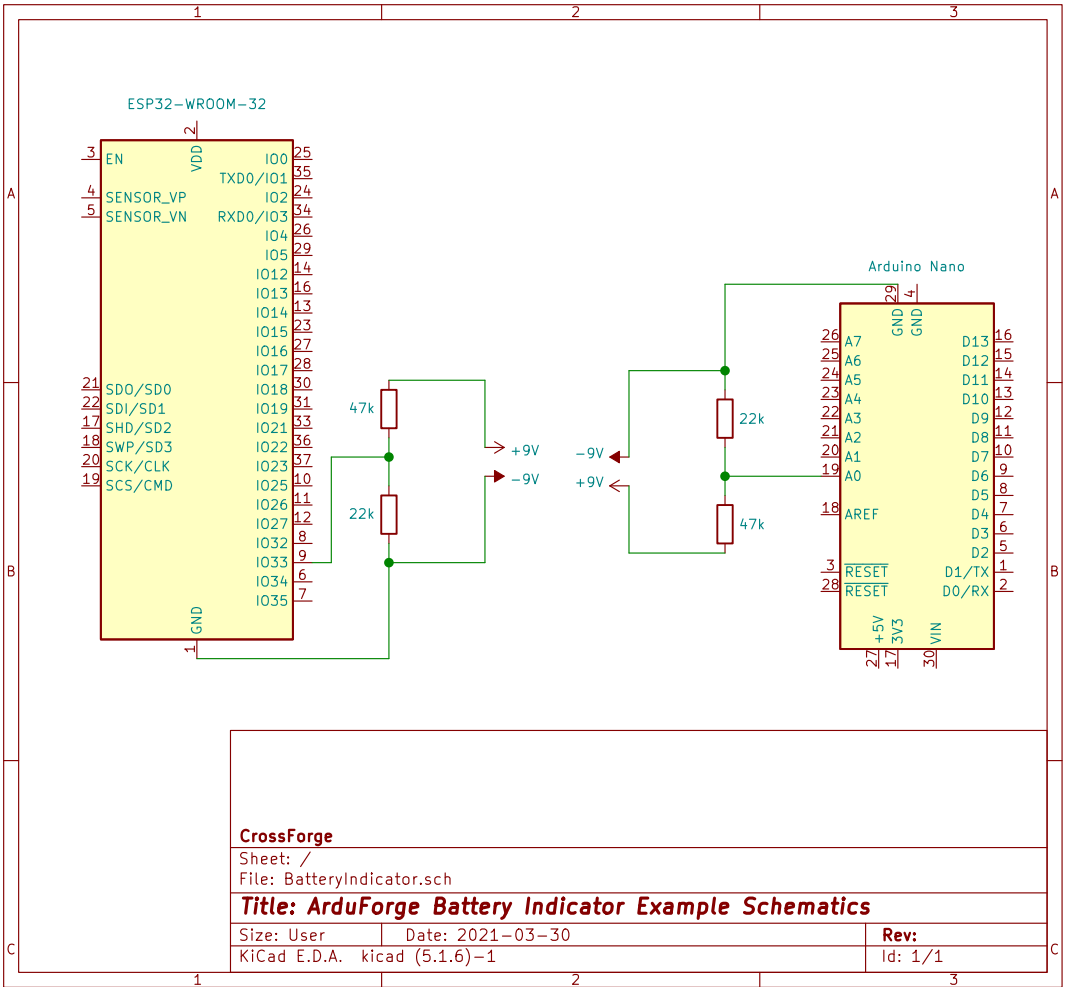 1 2 3
A A
B B
C C
1 2 3
ESP32-WROOM-32
2
VDD
3 EN
4 SENSOR_VP
5 SENSOR_VN
21 SDO/SD0
22 SDI/SD1
17 SHD/SD2
18 SWP/SD3
20 SCK/CLK
19 SCS/CMD
IO0 25
TXD0/IO1 35
IO2 24
RXD0/IO3 34
IO4 26
IO5 29
IO12 14
IO13 16
IO14 13
IO15 23
IO16 27
IO17 28
IO18 30
IO19 31
IO21 33
IO22 36
IO23 37
IO25 10
IO26 11
IO27 12
IO32 8
IO33 9
IO34 6
IO35 7
GND
1
47k
22k
+9V
-9V
-9V
+9V
22k
47k
Arduino Nano
29 4
GND GND
26 A7
25 A6
24 A5
23 A4
22 A3
21 A2
20 A1
19 A0
18 AREF
3 RESET
28 RESET
D13 16
D12 15
D11 14
D10 13
D9 12
D8 11
D7 10
D6 9
D5 8
D4 7
D3 6
D2 5
D1/TX 1
D0/RX 2
+5V 3V3 VIN
27 17 30
CrossForge
Sheet: /
File: BatteryIndicator.sch
Title: ArduForge Battery Indicator Example Schematics
Size: User Date: 2021-03-30 Rev:
KiCad E.D.A. kicad (5.1.6)-1 Id: 1/1